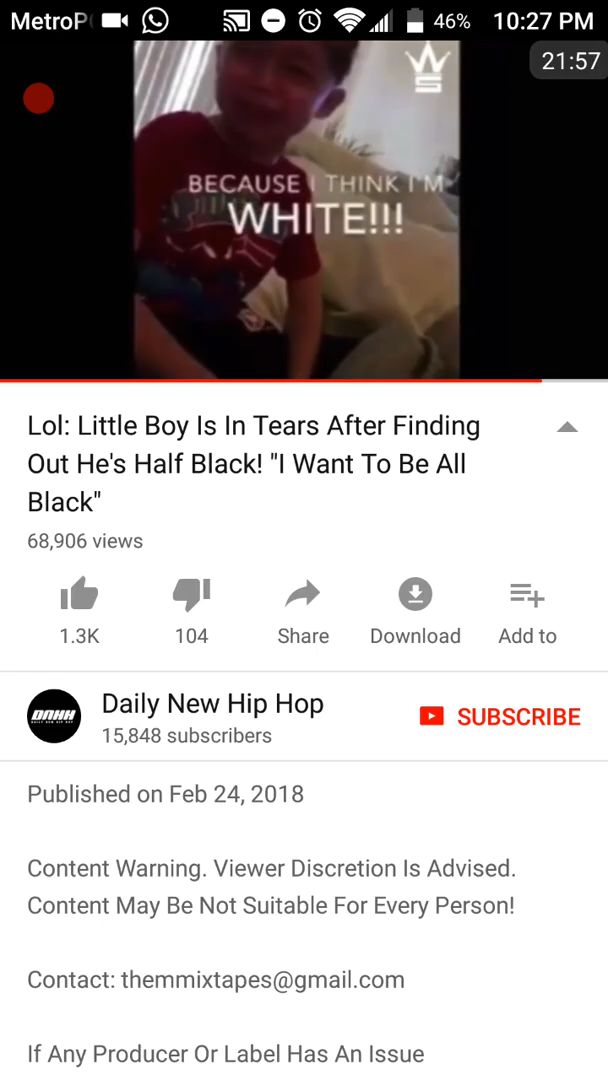 MetroP
46%
10:27 PM
21:57
BECAUSE I THINK I'M
WHITE!!!
Lol: Little Boy Is In Tears After Finding
Out He's Half Black! "I Want To Be All
Black"
68,906 views
1.3K
104
Share
Download
Add to
DNHH
Daily New Hip Hop
15,848 subscribers
SUBSCRIBE
Published on Feb 24, 2018
Content Warning. Viewer Discretion Is Advised.
Content May Be Not Suitable For Every Person!
Contact: themmixtapes@gmail.com
If Any Producer Or Label Has An Issue